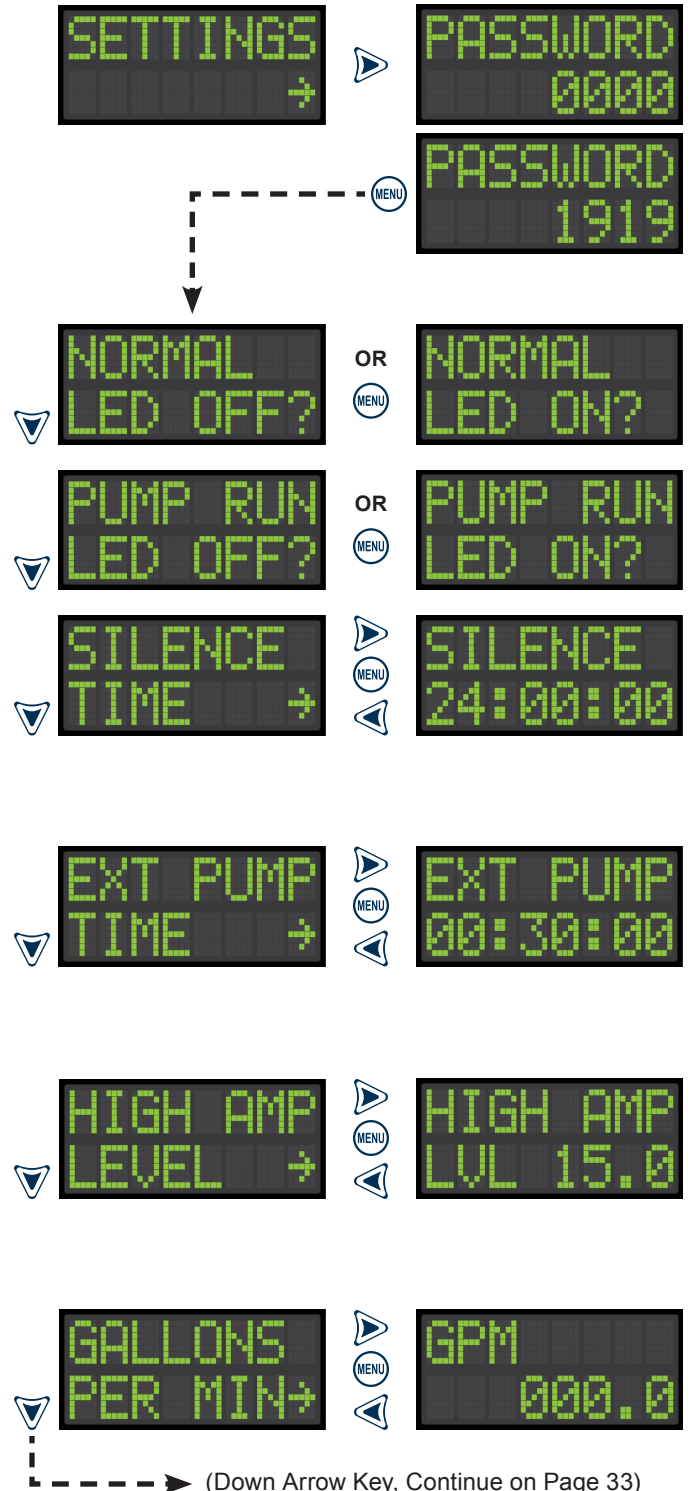 SETTINGS
→
PASSWORD
0000
PASSWORD
1919
MENU
NORMAL
LED OFF?
OR
MENU
NORMAL
LED ON?
PUMP RUN
LED OFF?
OR
MENU
PUMP RUN
LED ON?
SILENCE
TIME →
MENU
SILENCE
24:00:00
EXT PUMP
TIME →
MENU
EXT PUMP
00:30:00
HIGH AMP
LEVEL →
MENU
HIGH AMP
LVL 15.0
GALLONS
PER MIN→
MENU
GPM
000.0
(Down Arrow Key, Continue on Page 33)